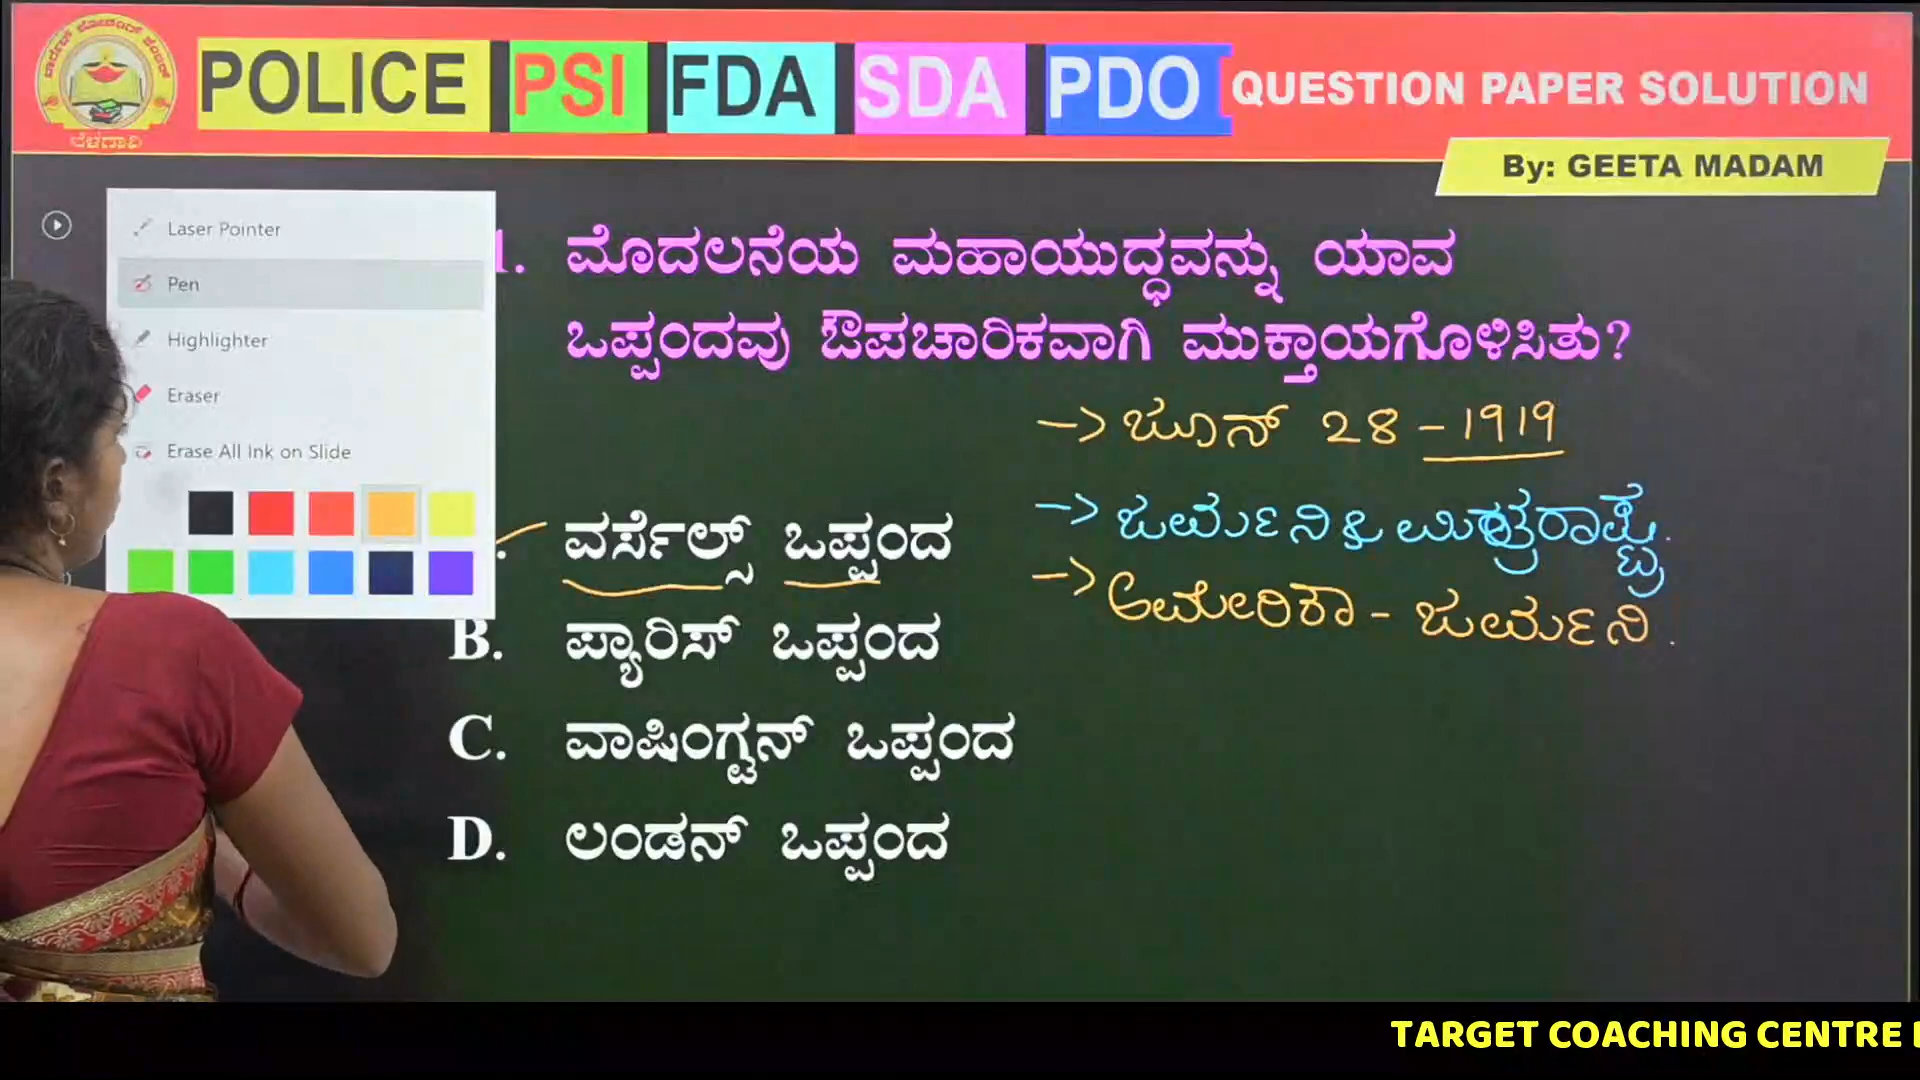 POLICE PSI FDA SDA PDO QUESTION PAPER SOLUTION
ಬೆಳಗಾವಿ
By: GEETA MADAM
Laser Pointer
Pen
Highlighter
Eraser
Erase All Ink on Slide
1. ಮೊದಲನೆಯ ಮಹಾಯುದ್ಧವನ್ನು ಯಾವ
ಒಪ್ಪಂದವು ಔಪಚಾರಿಕವಾಗಿ ಮುಕ್ತಾಯಗೊಳಿಸಿತು?
-> ಜೂನ್ 28 - 1919
ವರ್ಸೆಲ್ಸ್ ಒಪ್ಪಂದ
-> ಜರ್ಮನಿ & ಮಿತ್ರರಾಷ್ಟ್ರ.
-> ಅಮೇರಿಕಾ - ಜರ್ಮನಿ.
B. ಪ್ಯಾರಿಸ್ ಒಪ್ಪಂದ
C. ವಾಷಿಂಗ್ಟನ್ ಒಪ್ಪಂದ
D. ಲಂಡನ್ ಒಪ್ಪಂದ
TARGET COACHING CENTRE